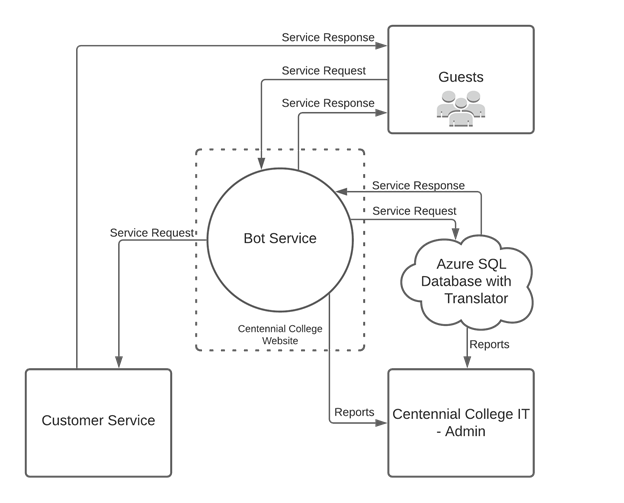 Service Response
Service Request
Guests
Service Response
Service Response
Service Request
Service Request
Bot Service
Azure SQL
Database with
Translator
Centennial College
Website
Reports
Reports
Customer Service
Centennial College IT
- Admin